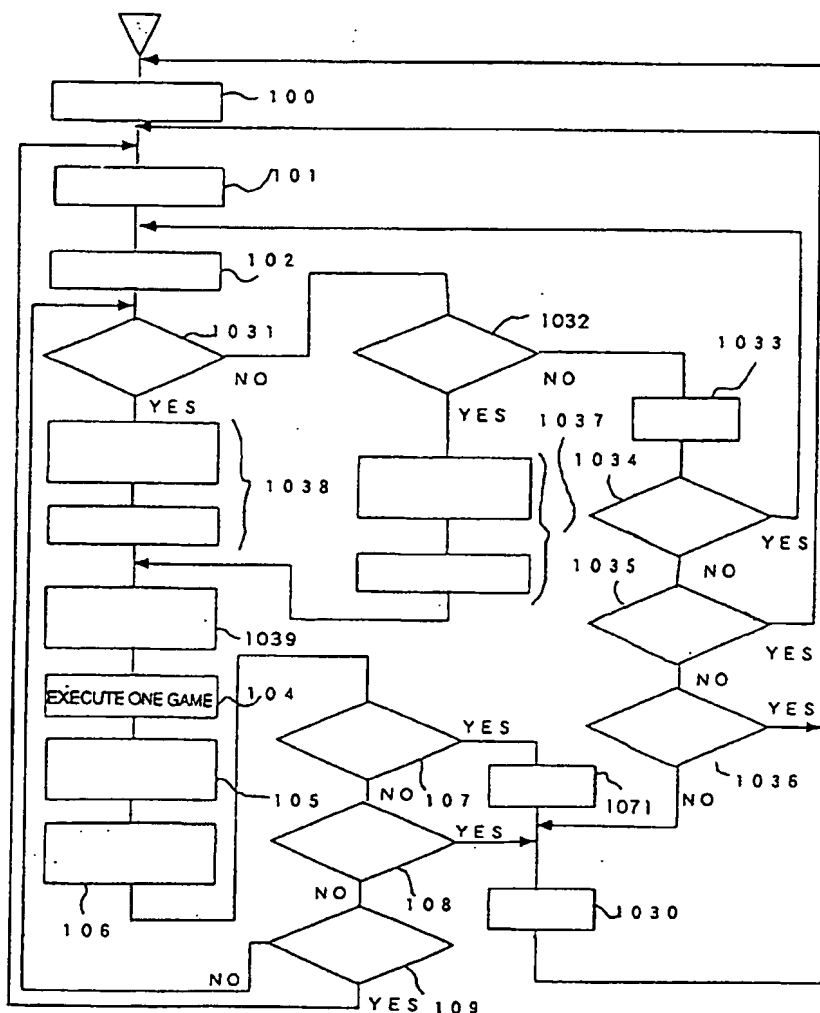 100
101
102
1031
NO
YES
1032
NO
YES
1033
1037
1034
YES
NO
1038
1035
YES
NO
1039
EXECUTE ONE GAME
104
YES
1036
NO
YES
107
NO
1071
105
YES
108
NO
106
1030
NO
YES
109